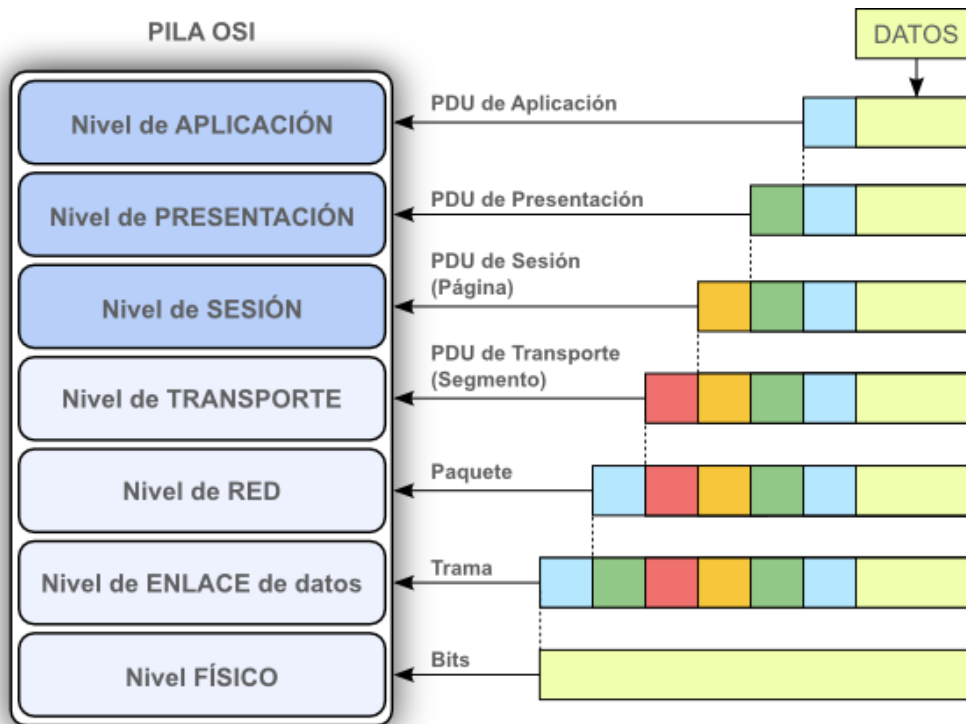 PILA OSI
DATOS
Nivel de APLICACIÓN
PDU de Aplicación
Nivel de PRESENTACIÓN
PDU de Presentación
Nivel de SESIÓN
PDU de Sesión
(Página)
Nivel de TRANSPORTE
PDU de Transporte
(Segmento)
Nivel de RED
Paquete
Nivel de ENLACE de datos
Trama
Nivel FÍSICO
Bits